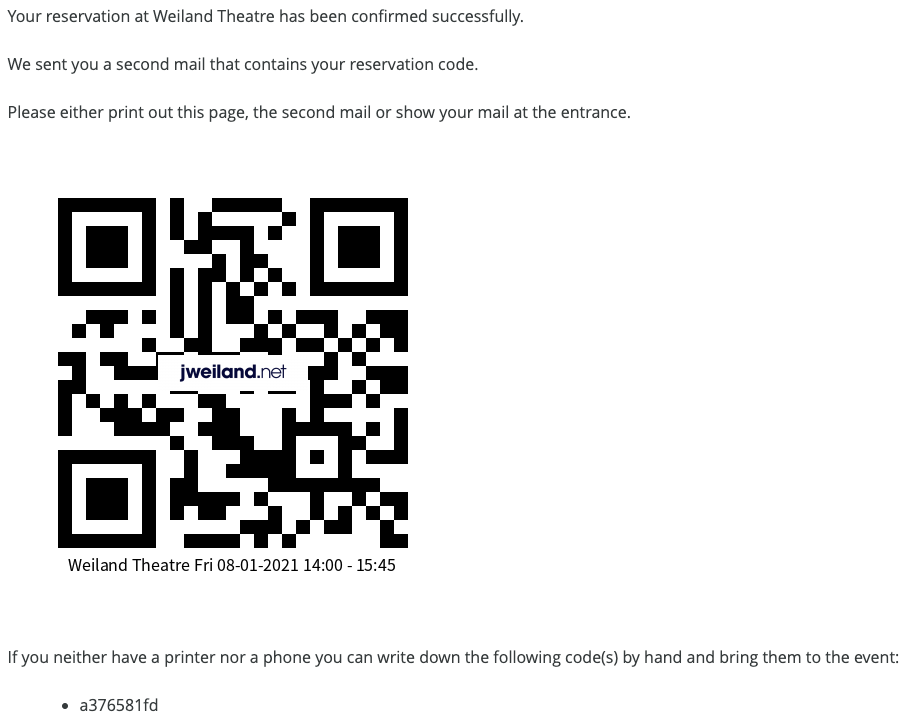 Your reservation at Weiland Theatre has been confirmed successfully.
We sent you a second mail that contains your reservation code.
Please either print out this page, the second mail or show your mail at the entrance.
jweiland.net
Weiland Theatre Fri 08-01-2021 14:00 - 15:45
If you neither have a printer nor a phone you can write down the following code(s) by hand and bring them to the event:
• a376581fd